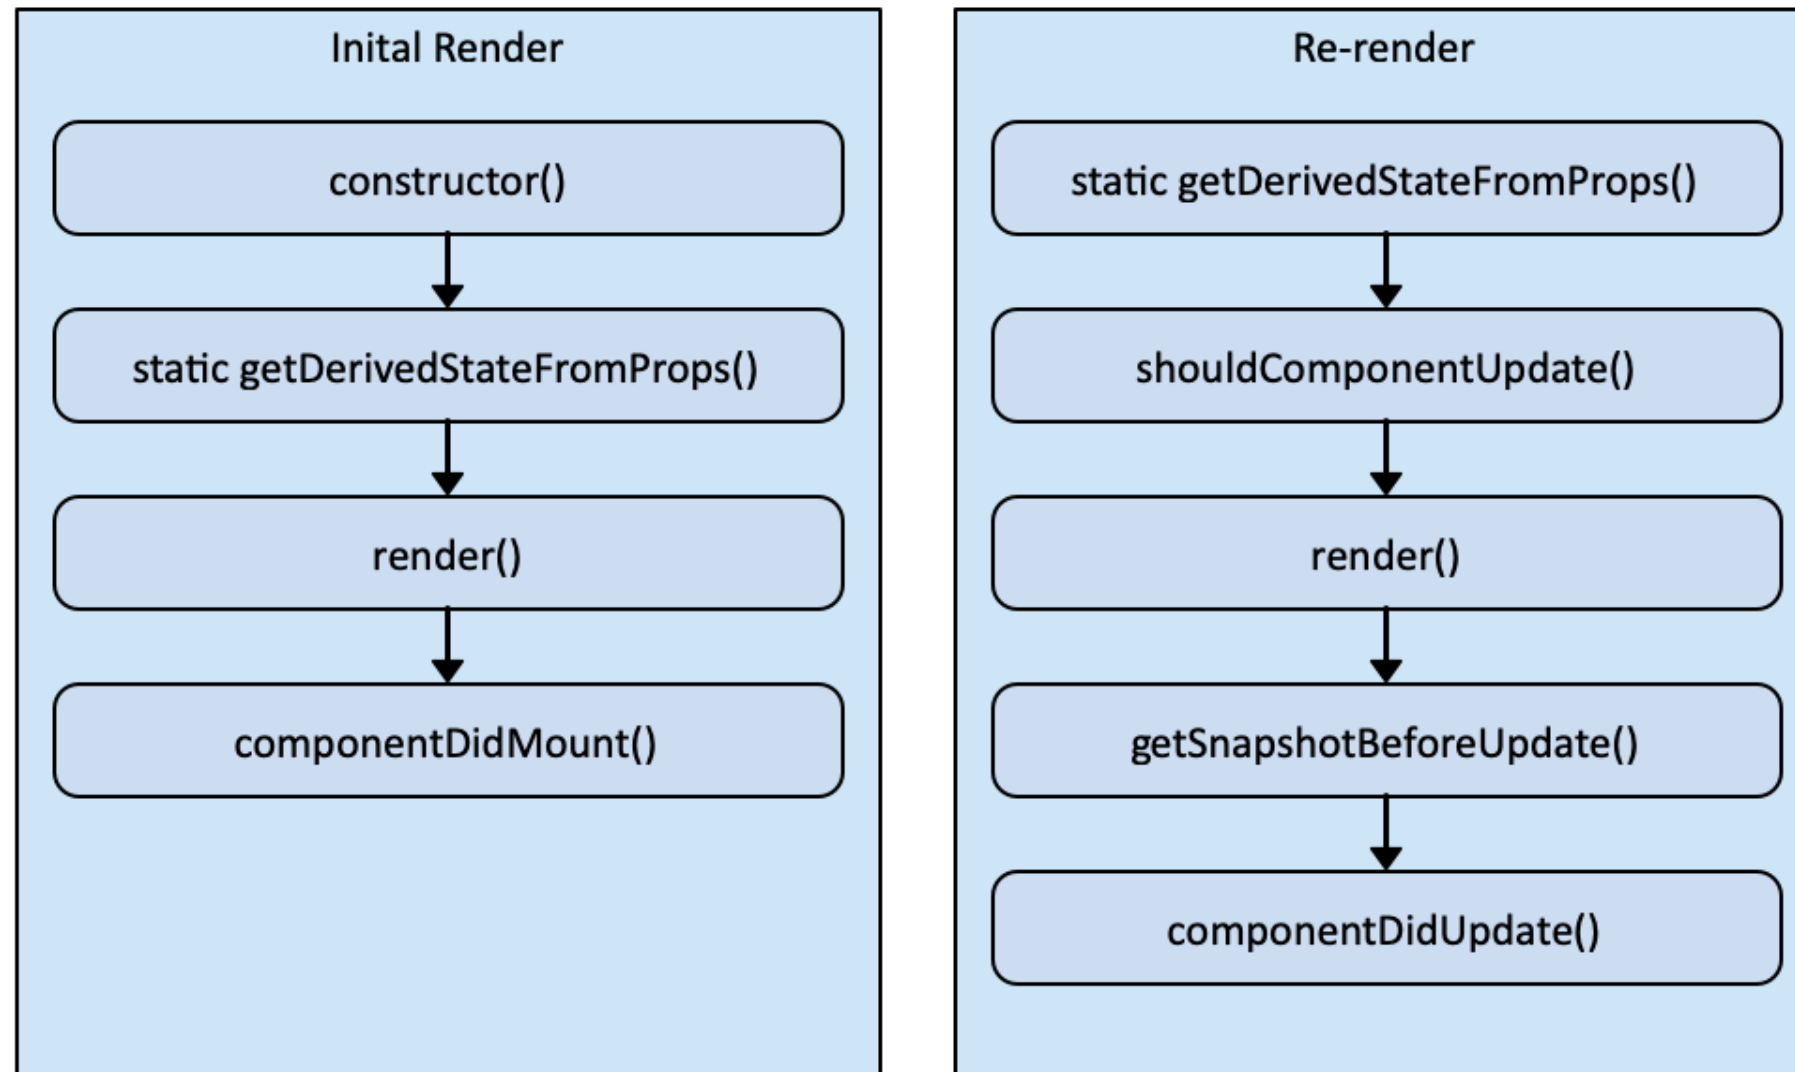 Inital Render
constructor()
static getDerivedStateFromProps()
render()
componentDidMount()
Re-render
static getDerivedStateFromProps()
shouldComponentUpdate()
render()
getSnapshotBeforeUpdate()
componentDidUpdate()